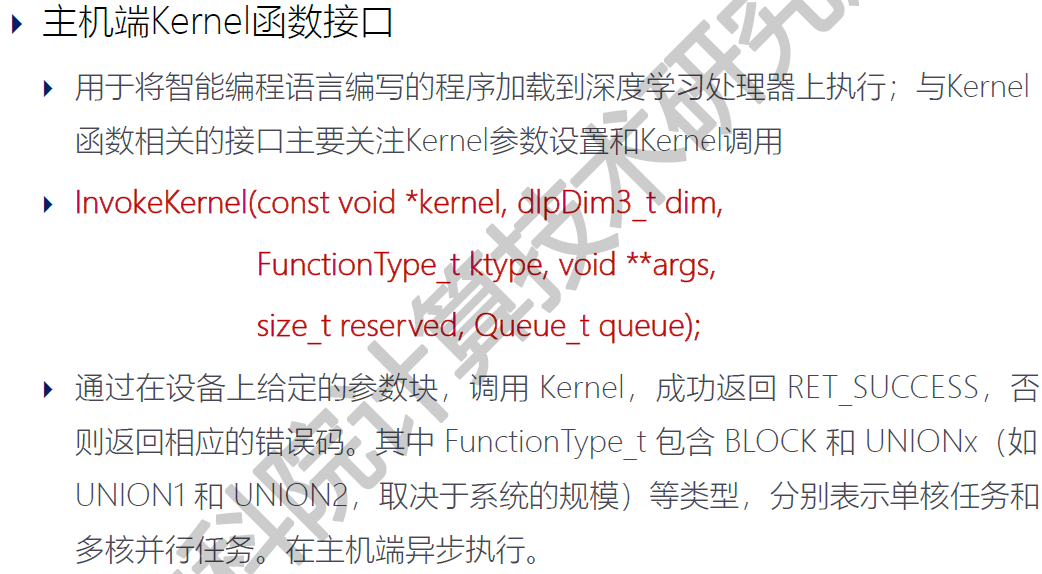 主机端Kernel函数接口
用于将智能编程语言编写的程序加载到深度学习处理器上执行；与Kernel
函数相关的接口主要关注Kernel参数设置和Kernel调用
InvokeKernel(const void *kernel, dlpDim3_t dim,
FunctionType_t ktype, void **args,
size_t reserved, Queue_t queue);
通过在设备上给定的参数块，调用 Kernel，成功返回 RET_SUCCESS，否
则返回相应的错误码。其中 FunctionType_t 包含 BLOCK 和 UNIONx（如
UNION1 和 UNION2，取决于系统的规模）等类型，分别表示单核任务和
多核并行任务。在主机端异步执行。
科院计算技术研究